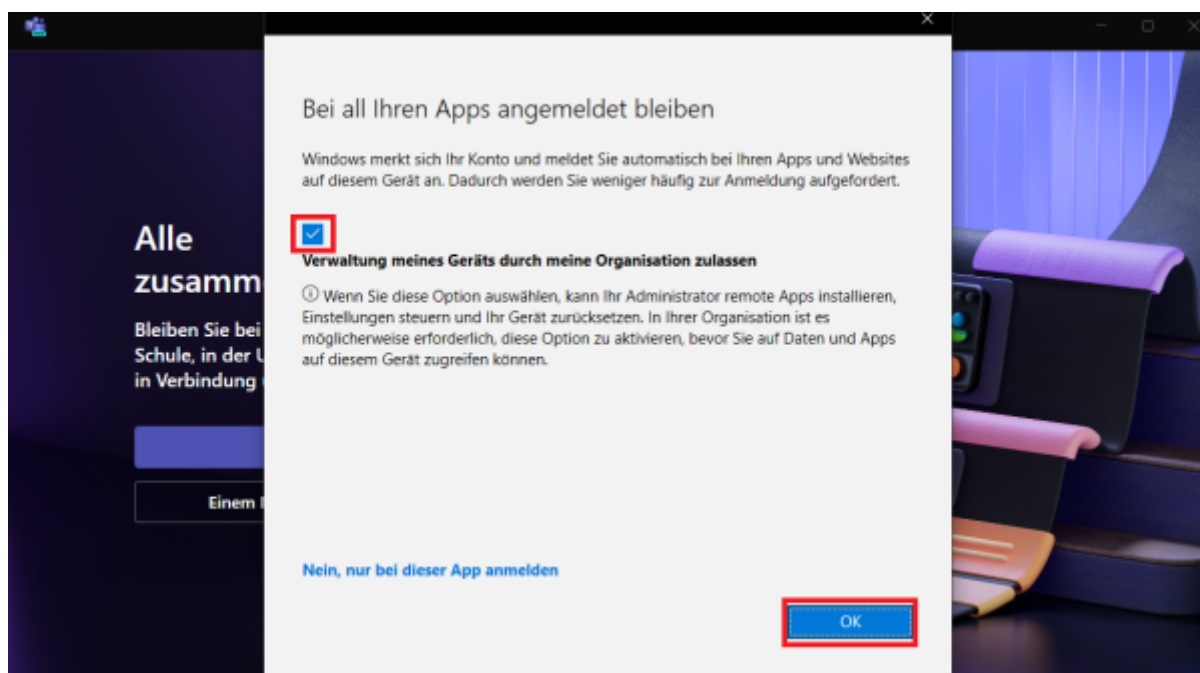 Bei all Ihren Apps angemeldet bleiben
Windows merkt sich Ihr Konto und meldet Sie automatisch bei Ihren Apps und Websites
auf diesem Gerät an. Dadurch werden Sie weniger häufig zur Anmeldung aufgefordert.
Verwaltung meines Geräts durch meine Organisation zulassen
Wenn Sie diese Option auswählen, kann Ihr Administrator remote Apps installieren,
Einstellungen steuern und Ihr Gerät zurücksetzen. In Ihrer Organisation ist es
möglicherweise erforderlich, diese Option zu aktivieren, bevor Sie auf Daten und Apps
auf diesem Gerät zugreifen können.
Nein, nur bei dieser App anmelden
OK
Alle
zusamm
Bleiben Sie bei
Schule, in der U
in Verbindung
Einem